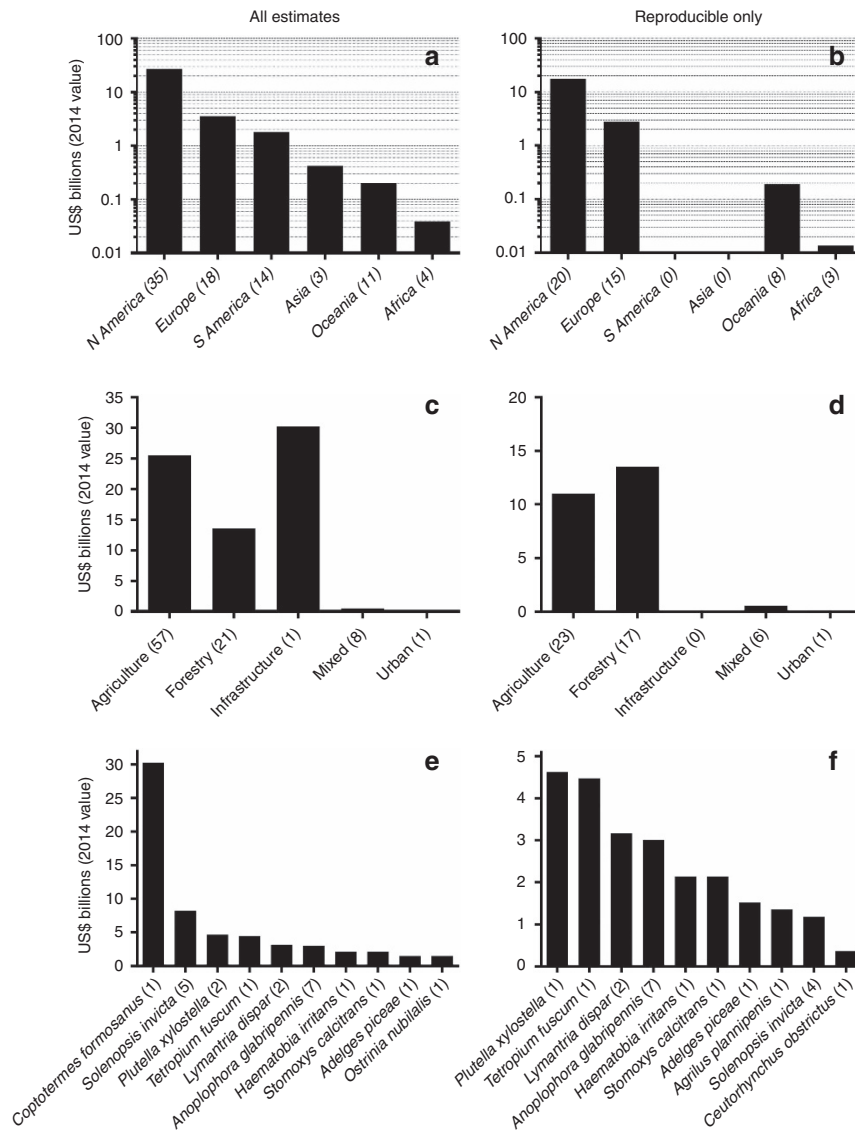 All estimates
Reproducible only
US$ billions (2014 value)
100
10
1
0.1
0.01
a
N America (35)
Europe (18)
S America (14)
Asia (3)
Oceania (11)
Africa (4)
100
10
1
0.1
0.01
b
N America (20)
Europe (15)
S America (0)
Asia (0)
Oceania (8)
Africa (3)
US$ billions (2014 value)
35
30
25
20
15
10
5
0
c
Agriculture (57)
Forestry (21)
Infrastructure (1)
Mixed (8)
Urban (1)
20
15
10
5
0
d
Agriculture (23)
Forestry (17)
Infrastructure (0)
Mixed (6)
Urban (1)
US$ billions (2014 value)
30
25
20
15
10
5
0
e
Coptotermes formosanus (1)
Solenopsis invicta (5)
Plutella xylostella (2)
Tetropium fuscum (1)
Lymantria dispar (2)
Anoplophora glabripennis (7)
Haematobia irritans (1)
Stomoxys calcitrans (1)
Adelges piceae (1)
Ostrinia nubilalis (1)
5
4
3
2
1
0
f
Plutella xylostella (1)
Tetropium fuscum (1)
Lymantria dispar (2)
Anoplophora glabripennis (7)
Haematobia irritans (1)
Stomoxys calcitrans (1)
Adelges piceae (1)
Agrilus plannipenis (1)
Solenopsis invicta (4)
Ceutorhynchus obstrictus (1)